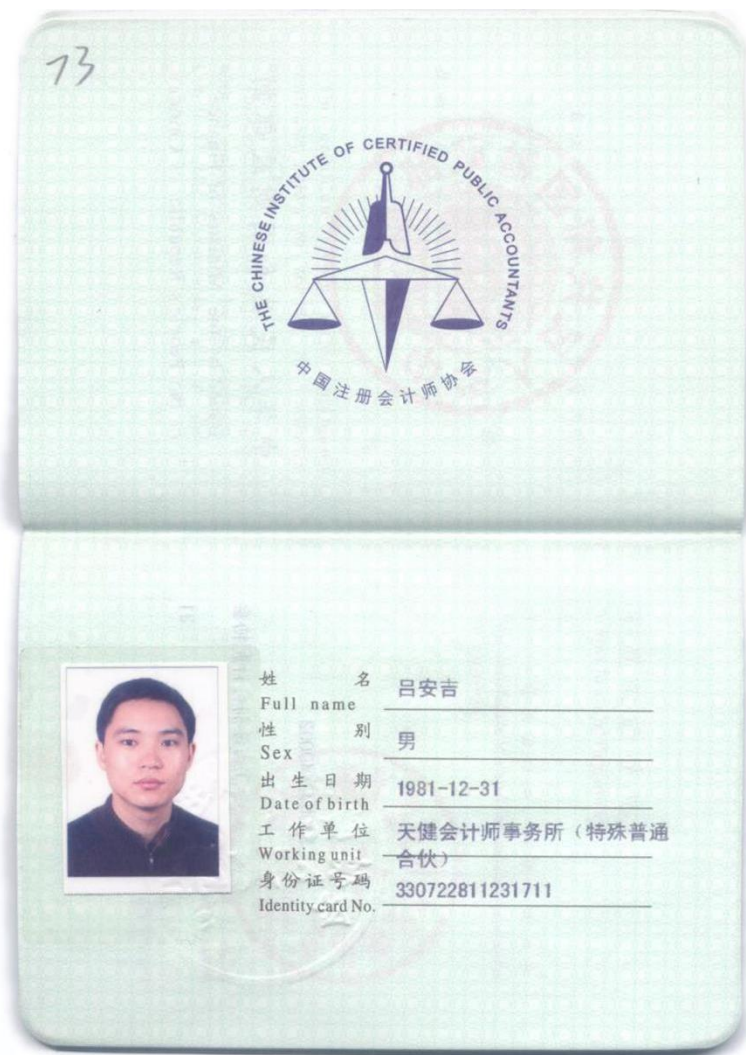 73
THE CHINESE INSTITUTE OF CERTIFIED PUBLIC ACCOUNTANTS
中国注册会计师协会
姓 名 吕安吉
Full name
性 别 男
Sex
出生日期 1981-12-31
Date of birth
工作单位 天健会计师事务所（特殊普通
Working unit 合伙）
身份证号码 330722811231711
Identity card No.